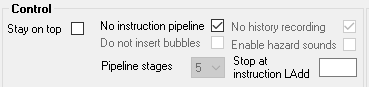 Control
Stay on top
No instruction pipeline
No history recording
Do not insert bubbles
Enable hazard sounds
Pipeline stages
5
Stop at
instruction LAdd